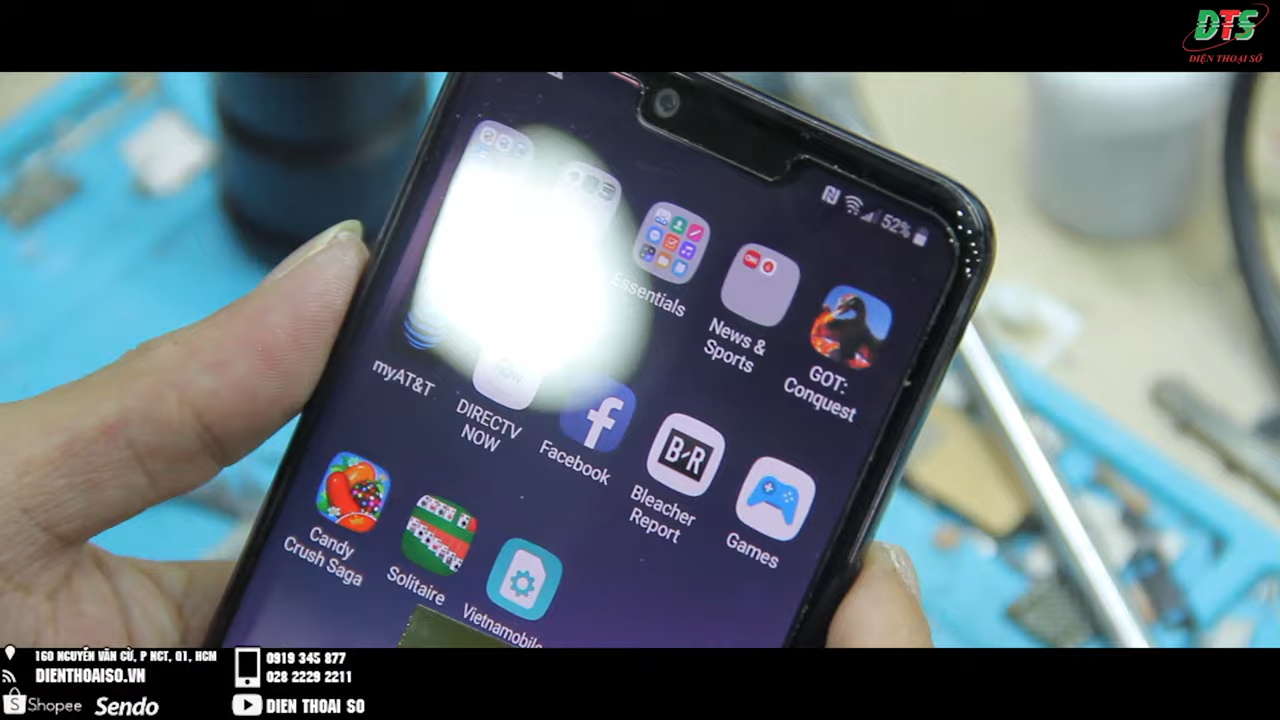 DTS
ĐIỆN THOẠI SỐ
52%
Essentials
News &
Sports
GOT:
Conquest
myAT&T
DIRECTV
NOW
Facebook
B/R
Bleacher
Report
Games
Candy
Crush Saga
Solitaire
Vietnamobile
160 NGUYỄN VĂN CỪ, P NCT, Q1, HCM
DIENTHOAISO.VN
Shopee Sendo
0919 345 877
028 2229 2211
DIEN THOAI SO